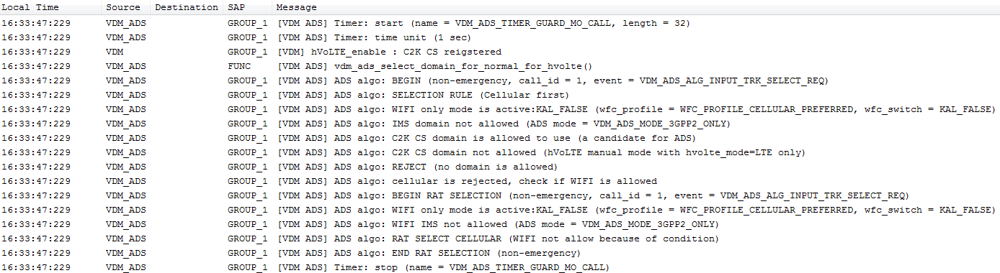 Local Time Source Destination SAP Message
16:33:47:229 VDM_ADS GROUP_1 [VDM ADS] Timer: start (name = VDM_ADS_TIMER_GUARD_MO_CALL, length = 32)
16:33:47:229 VDM_ADS GROUP_1 [VDM ADS] Timer: time unit (1 sec)
16:33:47:229 VDM GROUP_1 [VDM] hVoLTE_enable : C2K CS reigstered
16:33:47:229 VDM_ADS FUNC [VDM ADS] vdm_ads_select_domain_for_normal_for_hvolte()
16:33:47:229 VDM_ADS GROUP_1 [VDM ADS] ADS algo: BEGIN (non-emergency, call_id = 1, event = VDM_ADS_ALG_INPUT_TRK_SELECT_REQ)
16:33:47:229 VDM_ADS GROUP_1 [VDM ADS] ADS algo: SELECTION RULE (Cellular first)
16:33:47:229 VDM_ADS GROUP_1 [VDM ADS] ADS algo: WIFI only mode is active:KAL_FALSE (wfc_profile = WFC_PROFILE_CELLULAR_PREFERRED, wfc_switch = KAL_FALSE)
16:33:47:229 VDM_ADS GROUP_1 [VDM ADS] ADS algo: IMS domain not allowed (ADS mode = VDM_ADS_MODE_3GPP2_ONLY)
16:33:47:229 VDM_ADS GROUP_1 [VDM ADS] ADS algo: C2K CS domain is allowed to use (a candidate for ADS)
16:33:47:229 VDM_ADS GROUP_1 [VDM ADS] ADS algo: C2K CS domain not allowed (hVoLTE manual mode with hvolte_mode=LTE only)
16:33:47:229 VDM_ADS GROUP_1 [VDM ADS] ADS algo: REJECT (no domain is allowed)
16:33:47:229 VDM_ADS GROUP_1 [VDM ADS] ADS algo: cellular is rejected, check if WIFI is allowed
16:33:47:229 VDM_ADS GROUP_1 [VDM ADS] ADS algo: BEGIN RAT SELECTION (non-emergency, call_id = 1, event = VDM_ADS_ALG_INPUT_TRK_SELECT_REQ)
16:33:47:229 VDM_ADS GROUP_1 [VDM ADS] ADS algo: WIFI only mode is active:KAL_FALSE (wfc_profile = WFC_PROFILE_CELLULAR_PREFERRED, wfc_switch = KAL_FALSE)
16:33:47:229 VDM_ADS GROUP_1 [VDM ADS] ADS algo: WIFI IMS not allowed (ADS mode = VDM_ADS_MODE_3GPP2_ONLY)
16:33:47:229 VDM_ADS GROUP_1 [VDM ADS] ADS algo: RAT SELECT CELLULAR (WIFI not allow because of condition)
16:33:47:229 VDM_ADS GROUP_1 [VDM ADS] ADS algo: END RAT SELECTION (non-emergency)
16:33:47:229 VDM_ADS GROUP_1 [VDM ADS] Timer: stop (name = VDM_ADS_TIMER_GUARD_MO_CALL)